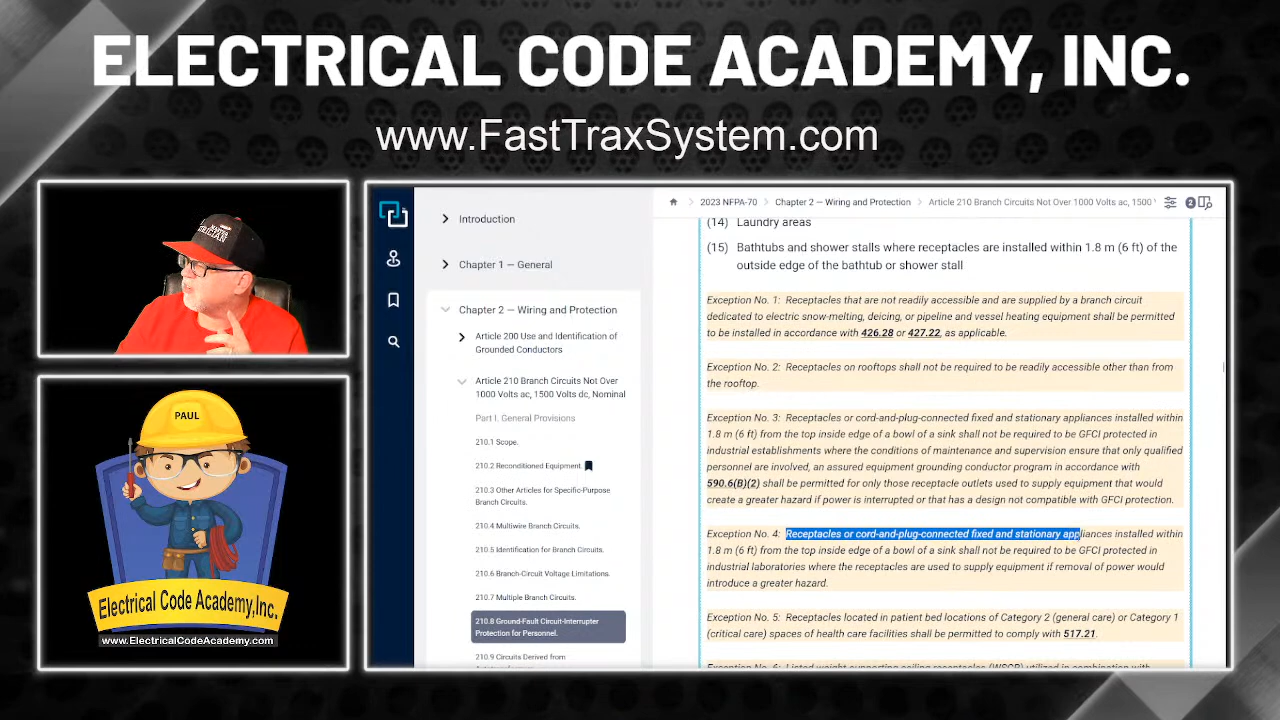 ELECTRICAL CODE ACADEMY, INC.
www.FastTraxSystem.com
PAUL
Electrical Code Academy, Inc.
www.ElectricalCodeAcademy.com
Introduction
Chapter 1 — General
Chapter 2 — Wiring and Protection
Article 200 Use and Identification of
Grounded Conductors
Article 210 Branch Circuits Not Over
1000 Volts ac, 1500 Volts dc, Nominal
Part I. General Provisions
210.1 Scope.
210.2 Reconditioned Equipment.
210.3 Other Articles for Specific-Purpose
Branch Circuits.
210.4 Multiwire Branch Circuits.
210.5 Identification for Branch Circuits.
210.6 Branch-Circuit Voltage Limitations.
210.7 Multiple Branch Circuits.
210.8 Ground-Fault Circuit-Interrupter
Protection for Personnel.
210.9 Circuits Derived from
2023 NFPA-70 > Chapter 2 — Wiring and Protection > Article 210 Branch Circuits Not Over 1000 Volts ac, 1500
2
(14) Laundry areas
(15) Bathtubs and shower stalls where receptacles are installed within 1.8 m (6 ft) of the
outside edge of the bathtub or shower stall
Exception No. 1: Receptacles that are not readily accessible and are supplied by a branch circuit
dedicated to electric snow-melting, deicing, or pipeline and vessel heating equipment shall be permitted
to be installed in accordance with 426.28 or 427.22, as applicable.
Exception No. 2: Receptacles on rooftops shall not be required to be readily accessible other than from
the rooftop.
Exception No. 3: Receptacles or cord-and-plug-connected fixed and stationary appliances installed within
1.8 m (6 ft) from the top inside edge of a bowl of a sink shall not be required to be GFCI protected in
industrial establishments where the conditions of maintenance and supervision ensure that only qualified
personnel are involved, an assured equipment grounding conductor program in accordance with
590.6(B)(2) shall be permitted for only those receptacle outlets used to supply equipment that would
create a greater hazard if power is interrupted or that has a design not compatible with GFCI protection.
Exception No. 4: Receptacles or cord-and-plug-connected fixed and stationary appliances installed within
1.8 m (6 ft) from the top inside edge of a bowl of a sink shall not be required to be GFCI protected in
industrial laboratories where the receptacles are used to supply equipment if removal of power would
introduce a greater hazard.
Exception No. 5: Receptacles located in patient bed locations of Category 2 (general care) or Category 1
(critical care) spaces of health care facilities shall be permitted to comply with 517.21.
Exception No. 6: Listed weight-supporting ceiling receptacles (WSCR) utilized in combination with